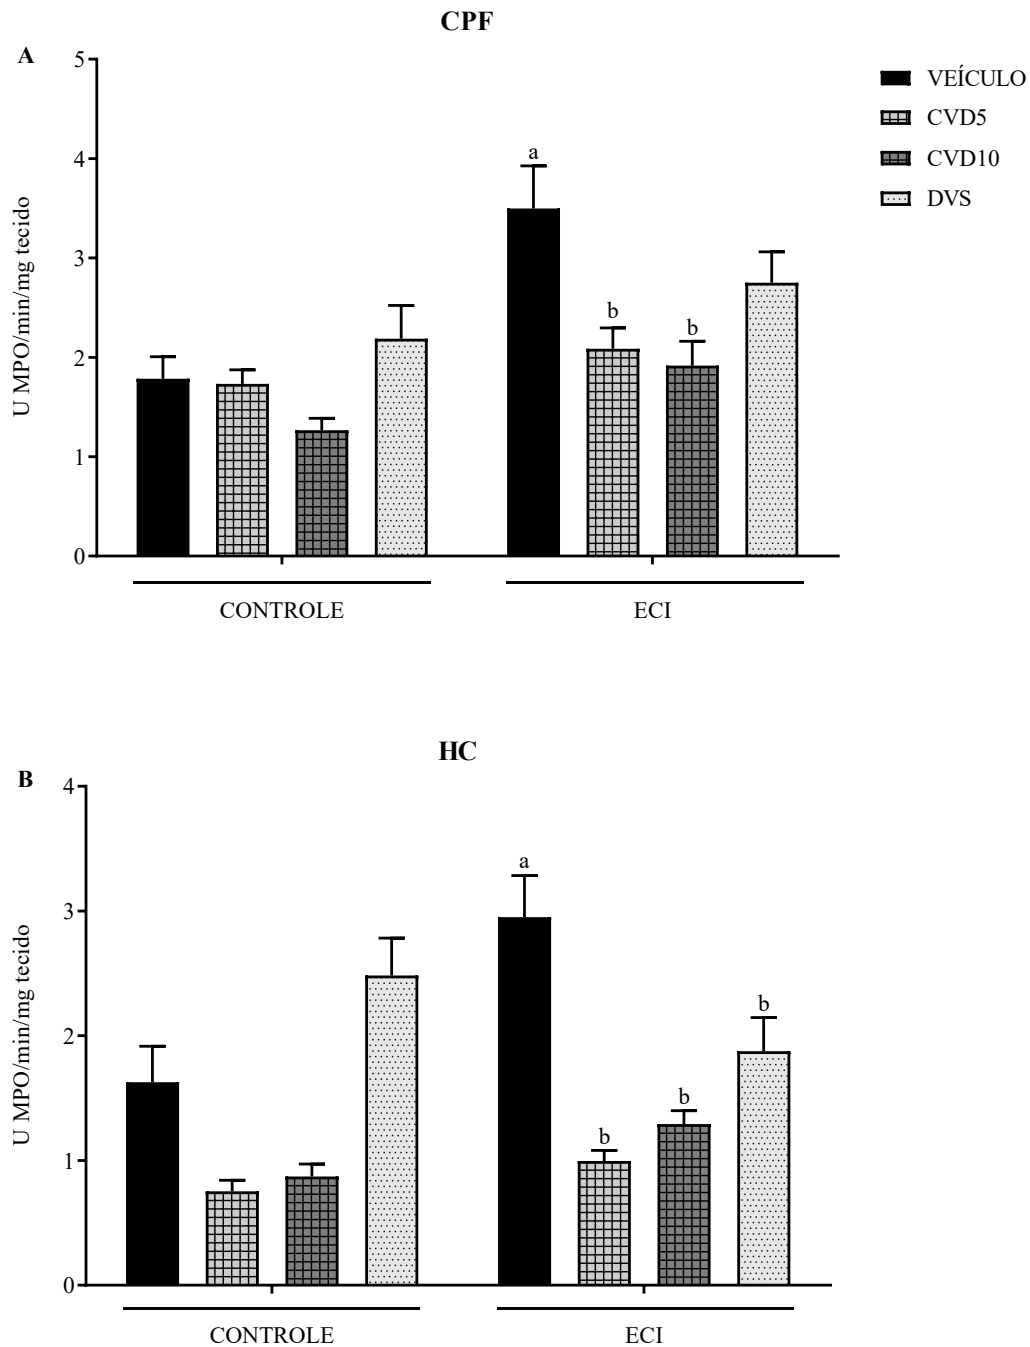 CPF
A
5
4
3
2
1
0
U MPO/min/mg tecido
a
b
b
CONTROLE
ECI
VEÍCULO
CVD5
CVD10
DVS
HC
B
4
3
2
1
0
U MPO/min/mg tecido
a
b
b
b
CONTROLE
ECI